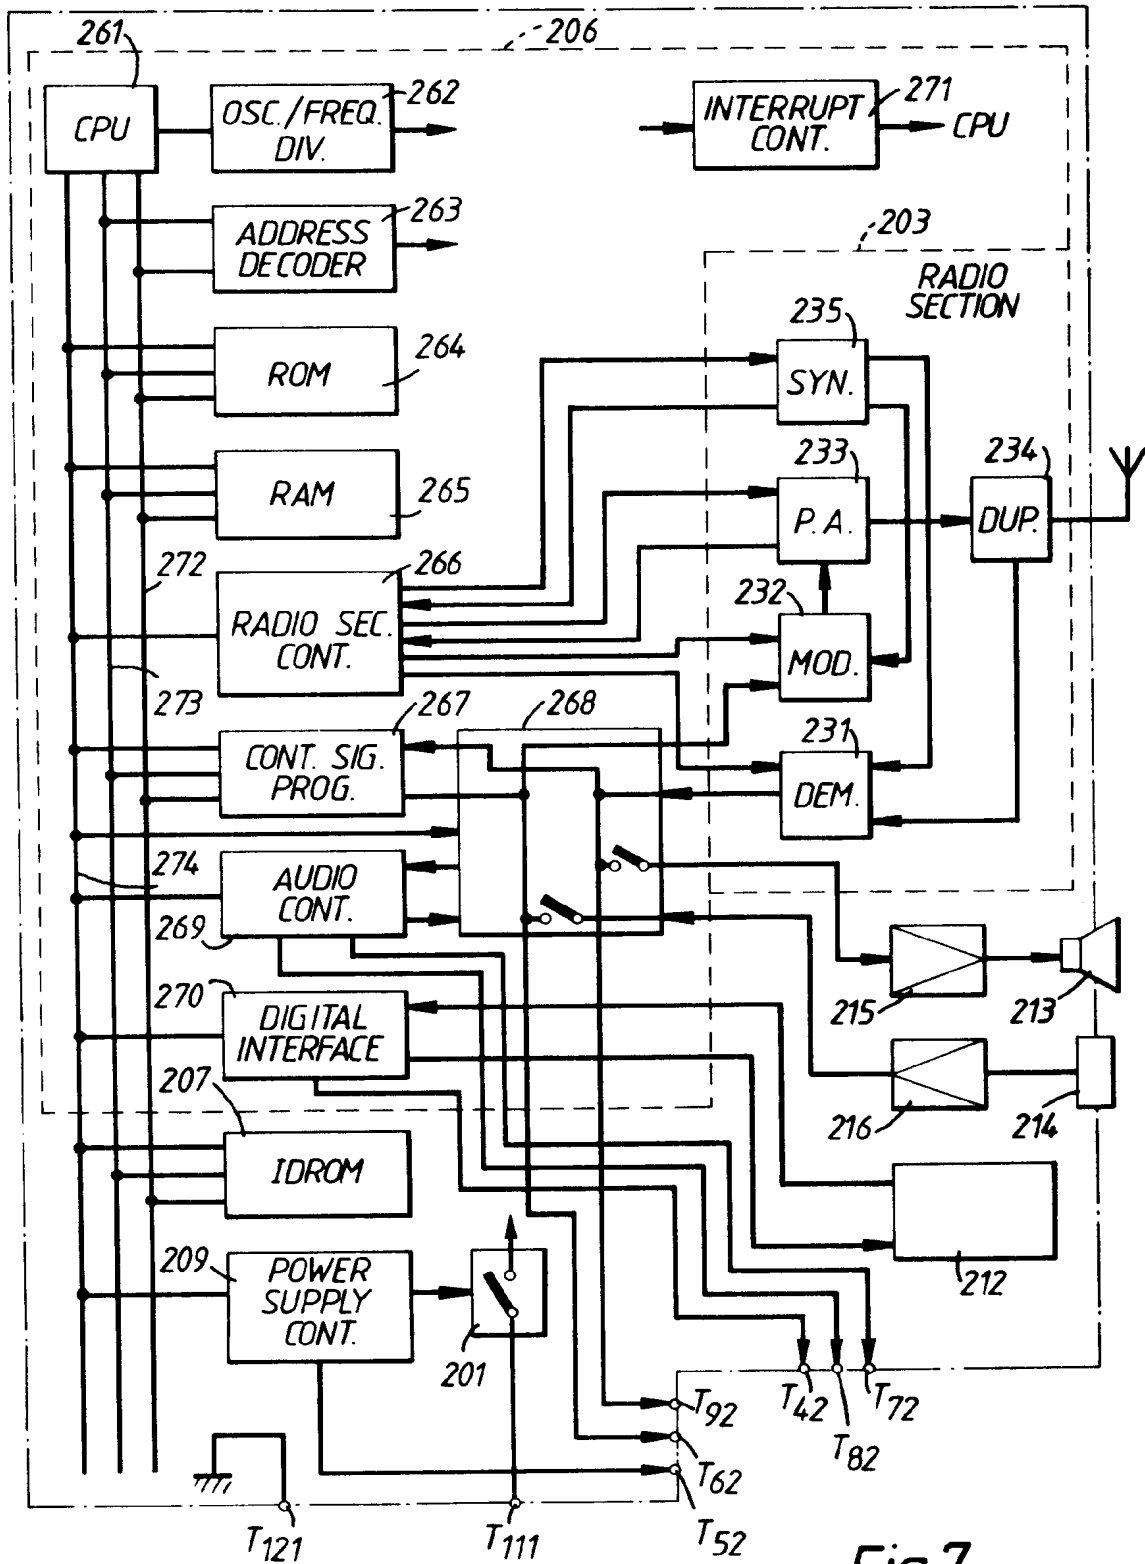 261
206
CPU
OSC./FREQ.
DIV.
262
INTERRUPT
CONT.
271
CPU
ADDRESS
DECODER
263
203
RADIO
SECTION
ROM
264
235
SYN.
RAM
265
233
P.A.
234
DUP.
272
266
RADIO SEC.
CONT.
232
MOD.
273
267
CONT. SIG.
PROG.
268
231
DEM.
274
AUDIO
CONT.
269
270
DIGITAL
INTERFACE
215
213
207
IDROM
216
214
209
POWER
SUPPLY
CONT.
201
212
T92
T42
T72
T62
T82
T52
T121
T111
Fig.7